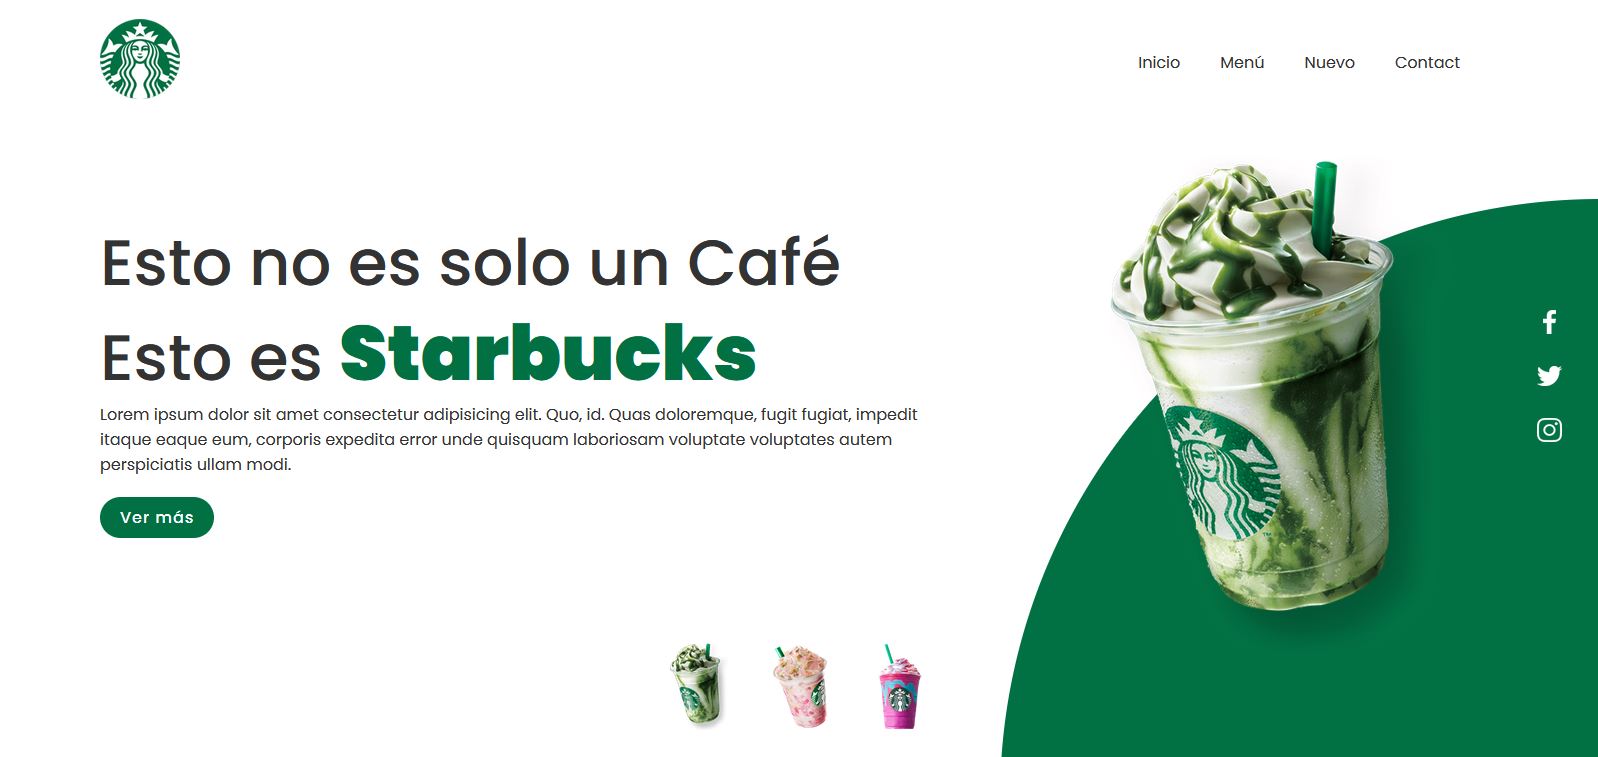 Inicio Menú Nuevo Contact
Esto no es solo un Café
Esto es Starbucks
Lorem ipsum dolor sit amet consectetur adipisicing elit. Quo, id. Quas doloremque, fugit fugiat, impedit
itaque eaque eum, corporis expedita error unde quisquam laboriosam voluptate voluptates autem
perspiciatis ullam modi.
Ver más